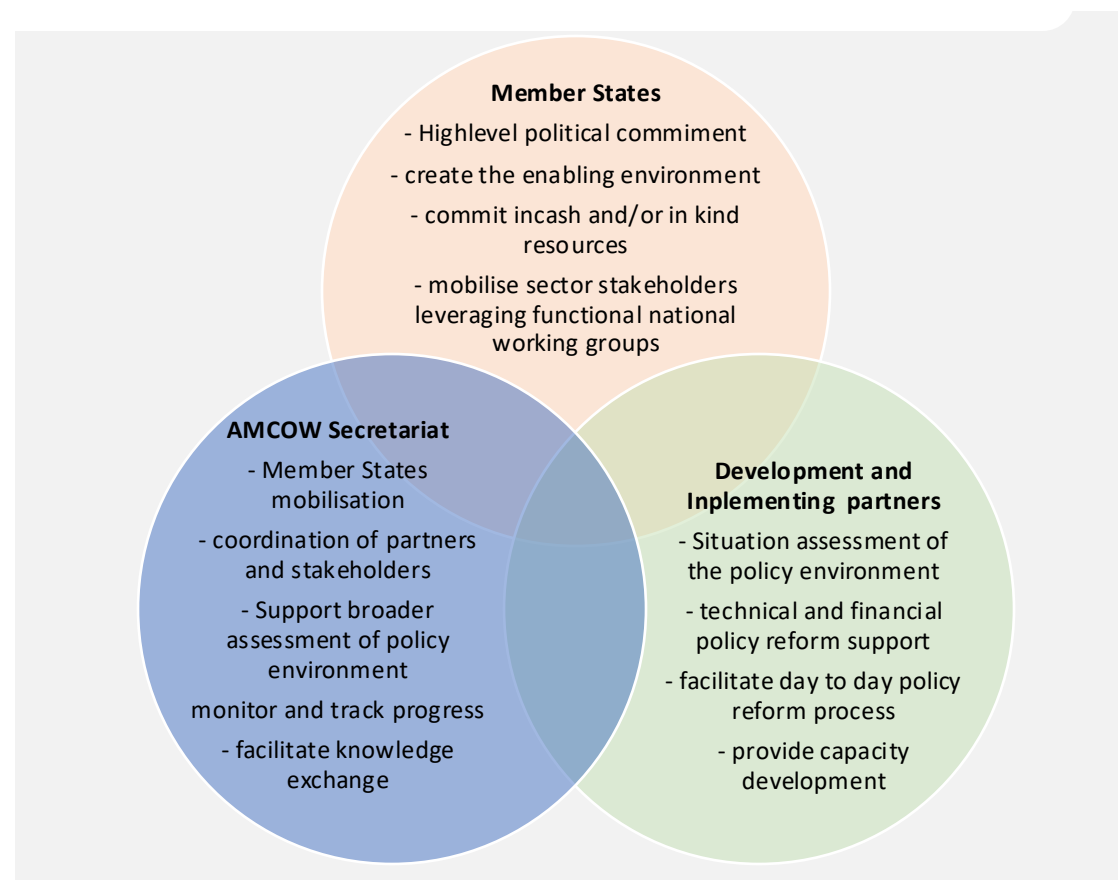 Member States
- Highlevel political commiment
- create the enabling environment
- commit incash and/or in kind
resources
- mobilise sector stakeholders
leveraging functional national
working groups
AMCOW Secretariat
- Member States
mobilisation
- coordination of partners
and stakeholders
- Support broader
assessment of policy
environment
monitor and track progress
- facilitate knowledge
exchange
Development and
Inplementing partners
- Situation assessment of
the policy environment
- technical and financial
policy reform support
- facilitate day to day policy
reform process
- provide capacity
development